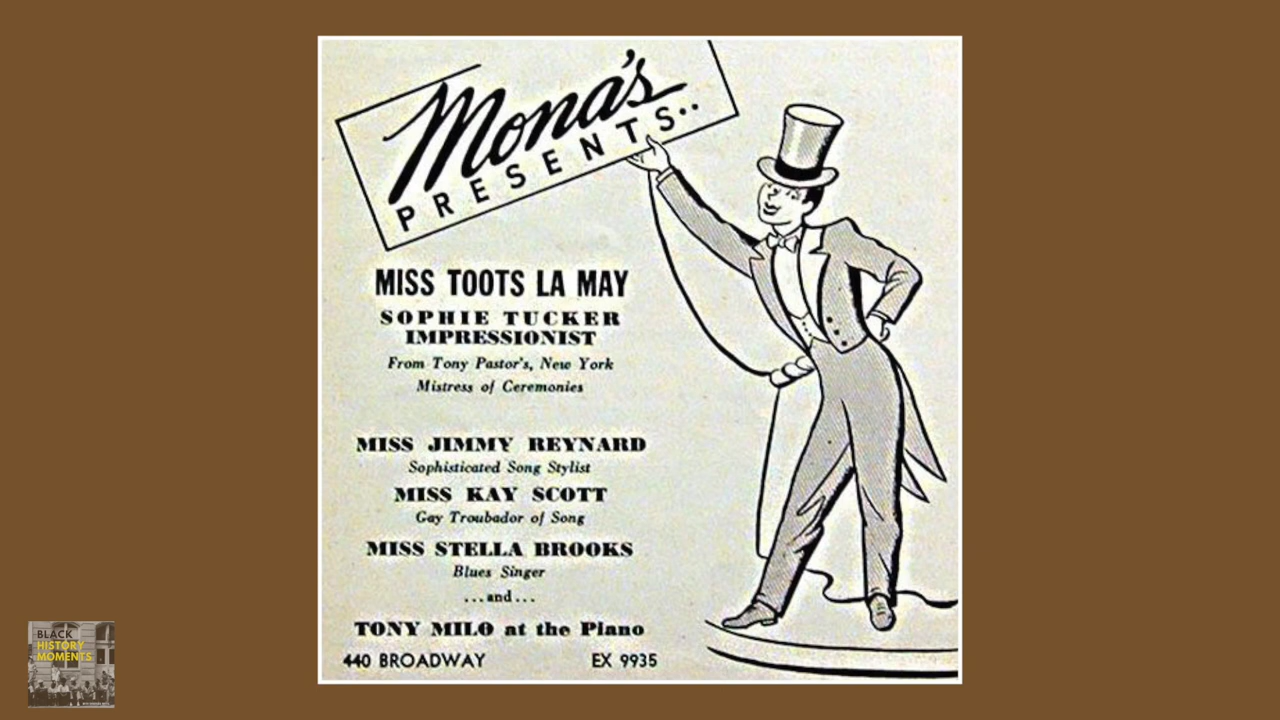 Mona's
PRESENTS..
MISS TOOTS LA MAY
SOPHIE TUCKER
IMPRESSIONIST
From Tony Pastor's, New York
Mistress of Ceremonies
MISS JIMMY REYNARD
Sophisticated Song Stylist
MISS KAY SCOTT
Gay Troubador of Song
MISS STELLA BROOKS
Blues Singer
...and...
TONY MILO at the Piano
440 BROADWAY EX 9935
BLACK
HISTORY
MOMENTS